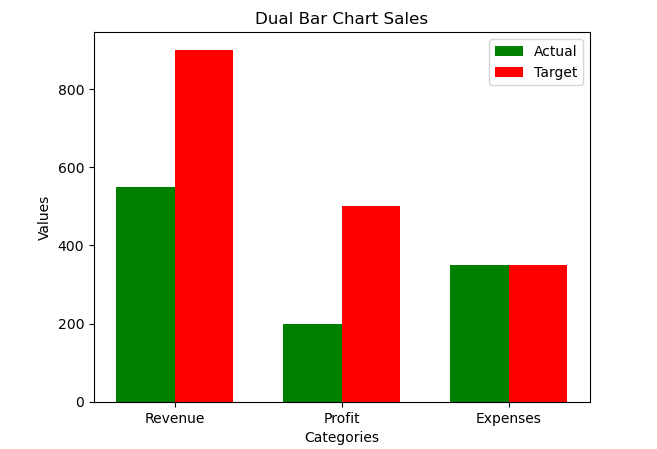 Dual Bar Chart Sales
Actual
Target
Values
800
600
400
200
0
Revenue Profit Expenses
Categories